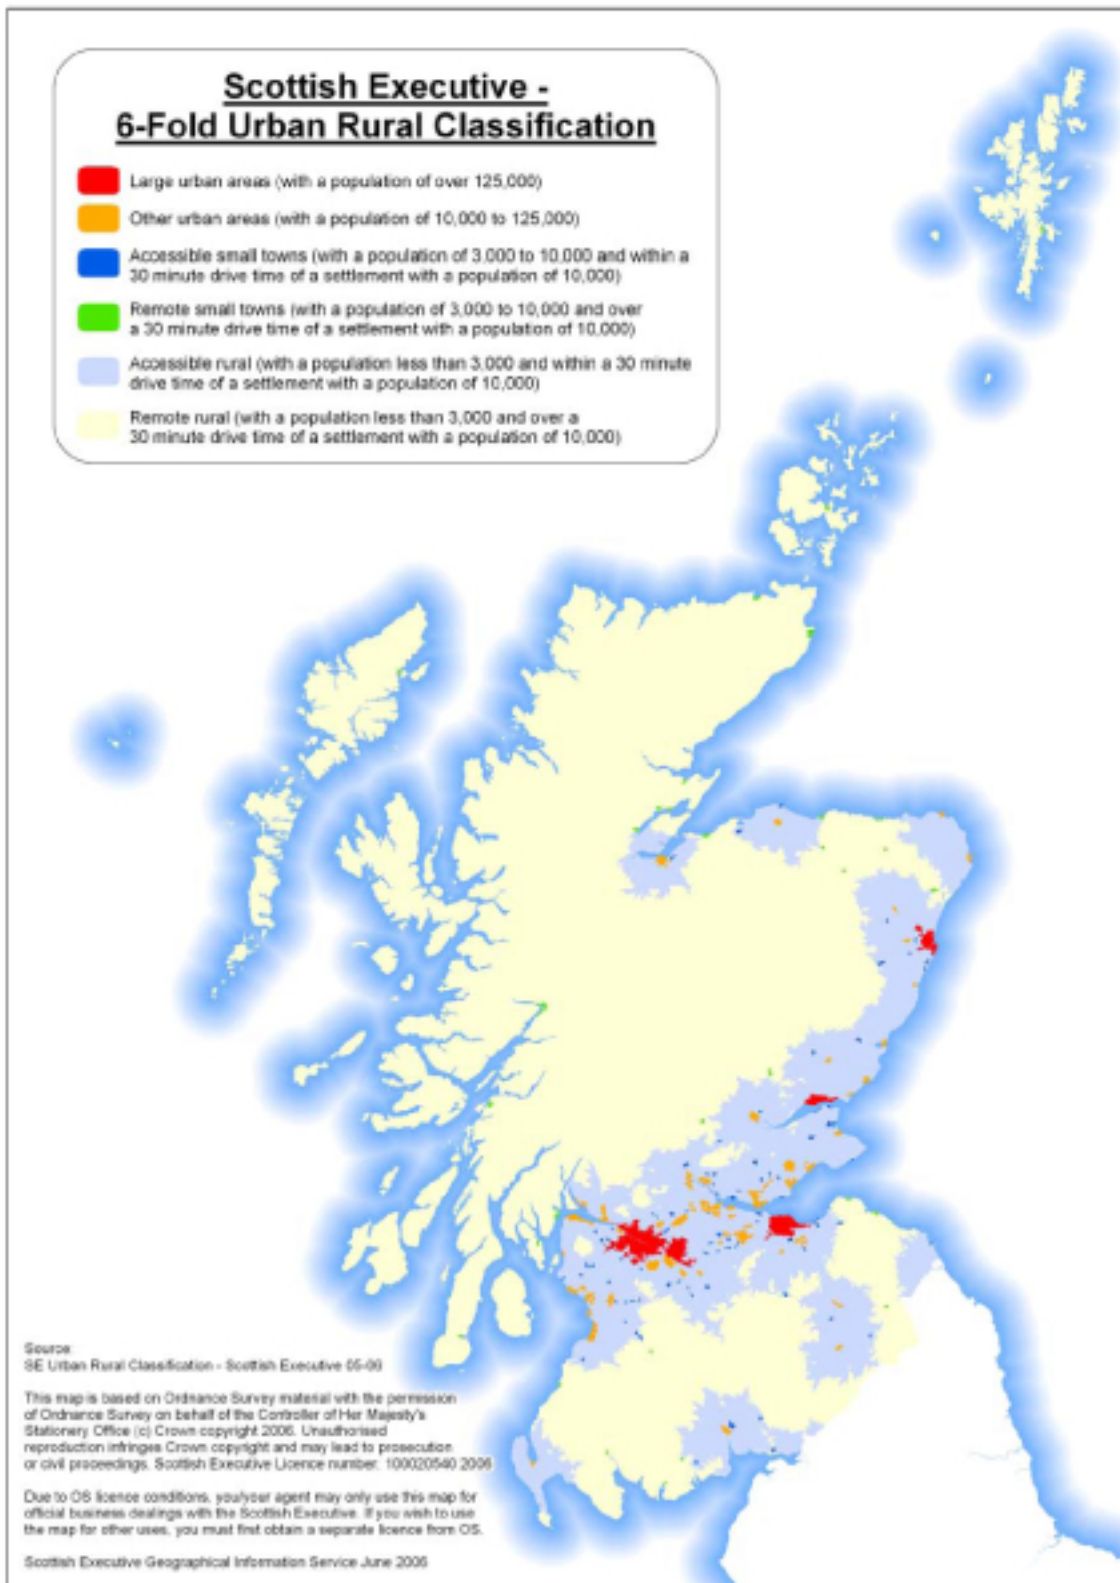 Scottish Executive -
6-Fold Urban Rural Classification
Large urban areas (with a population of over 125,000)
Other urban areas (with a population of 10,000 to 125,000)
Accessible small towns (with a population of 3,000 to 10,000 and within a
30 minute drive time of a settlement with a population of 10,000)
Remote small towns (with a population of 3,000 to 10,000 and over
a 30 minute drive time of a settlement with a population of 10,000)
Accessible rural (with a population less than 3,000 and within a 30 minute
drive time of a settlement with a population of 10,000)
Remote rural (with a population less than 3,000 and over a
30 minute drive time of a settlement with a population of 10,000)
Source:
SE Urban Rural Classification - Scottish Executive 05-06
This map is based on Ordnance Survey material with the permission
of Ordnance Survey on behalf of the Controller of Her Majesty's
Stationery Office (c) Crown copyright 2006. Unauthorised
reproduction infringes Crown copyright and may lead to prosecution
or civil proceedings. Scottish Executive Licence number: 100020540 2006
Due to OS licence conditions, you/your agent may only use this map for
official business dealings with the Scottish Executive. If you wish to use
the map for other uses, you must first obtain a separate licence from OS.
Scottish Executive Geographical Information Service June 2006